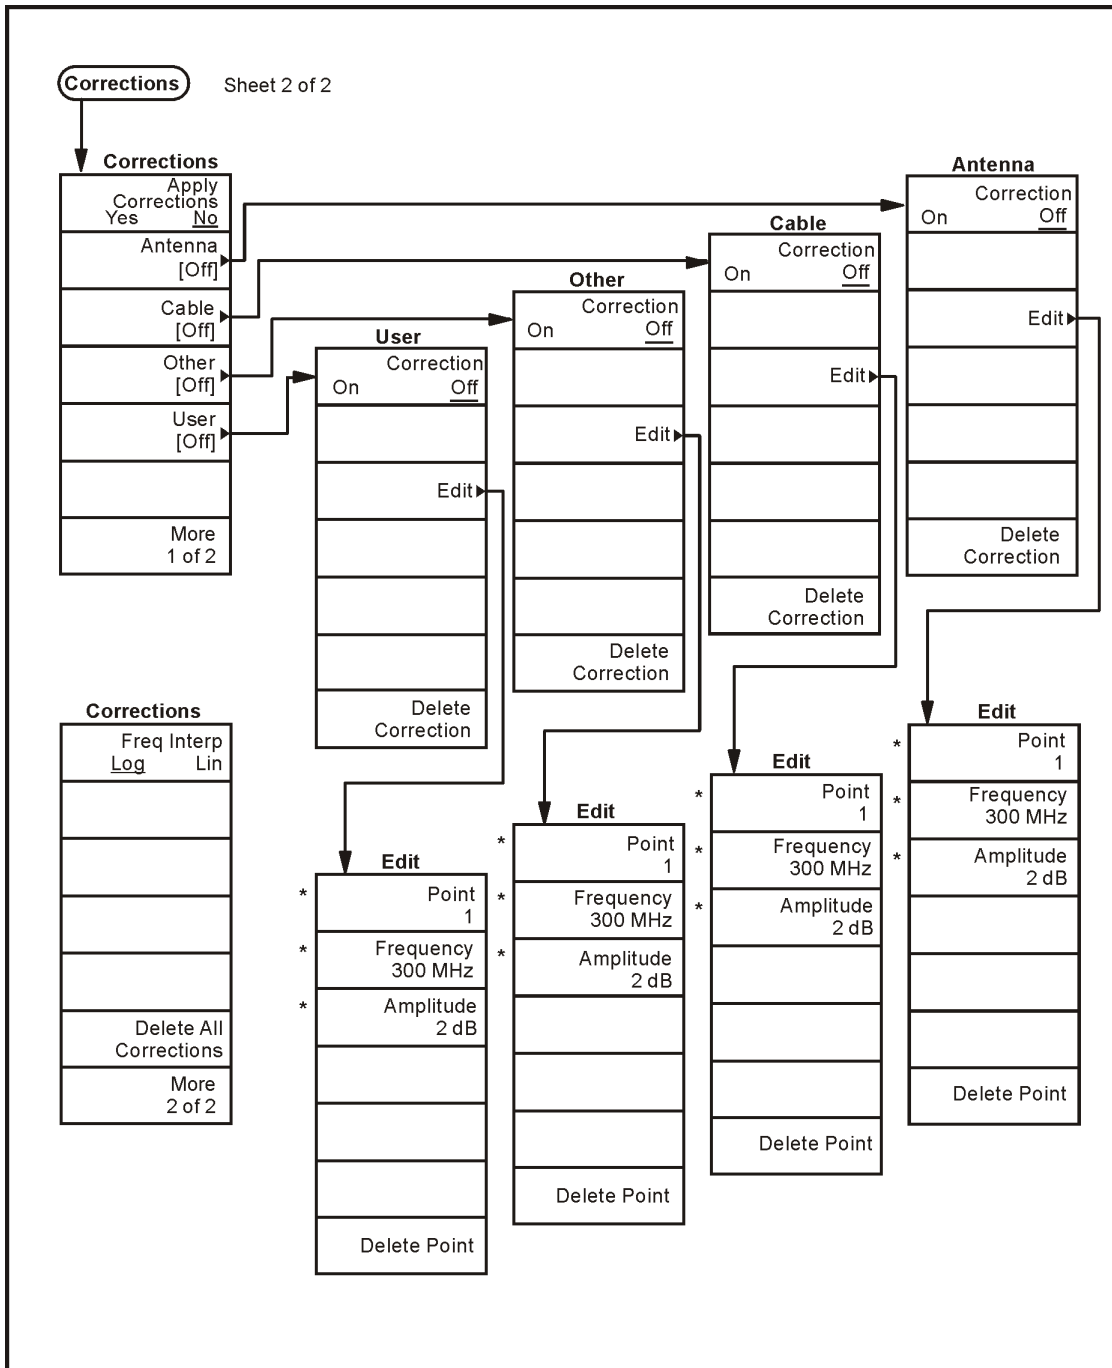 Corrections
Sheet 2 of 2
Corrections
Apply
Corrections
Yes No
Antenna
[Off]
Cable
[Off]
Other
[Off]
User
[Off]
More
1 of 2
User
Correction
On Off
Edit
Delete
Correction
Other
Correction
On Off
Edit
Delete
Correction
Cable
Correction
On Off
Edit
Delete
Correction
Antenna
Correction
On Off
Edit
Delete
Correction
Corrections
Freq Interp
Log Lin
Delete All
Corrections
More
2 of 2
Edit
* Point
1
* Frequency
300 MHz
* Amplitude
2 dB
Delete Point
Edit
* Point
1
* Frequency
300 MHz
* Amplitude
2 dB
Delete Point
Edit
* Point
1
* Frequency
300 MHz
* Amplitude
2 dB
Delete Point
Edit
* Point
1
* Frequency
300 MHz
* Amplitude
2 dB
Delete Point